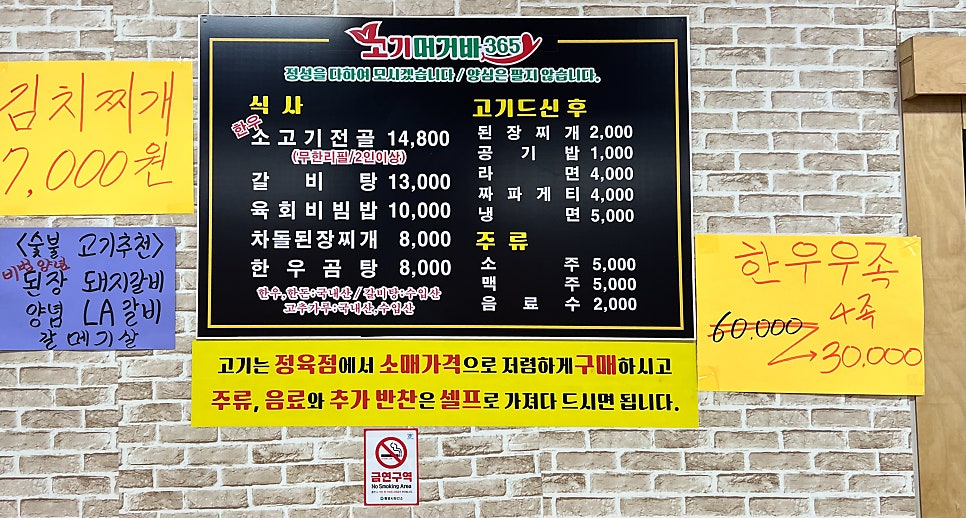 김치찌개
7,000원
<숯불 고기추천>
비법양념
된장 돼지갈비
양념 LA갈비
갈메기살
소기머거바365
정성을 다하여 모시겠습니다 / 양심은 팔지 않습니다.
식사
한우
소고기전골 14,800
(무한리필/2인이상)
갈비탕 13,000
육회비빔밥 10,000
차돌된장찌개 8,000
한우곰탕 8,000
한우,한돈:국내산 / 갈비탕:수입산
고추가루:국내산,수입산
고기드신 후
된장찌개 2,000
공기밥 1,000
라면 4,000
짜파게티 4,000
냉면 5,000
주류
소주 5,000
맥주 5,000
음료수 2,000
고기는 정육점에서 소매가격으로 저렴하게구매하시고
주류, 음료와 추가 반찬은 셀프로 가져다 드시면 됩니다.
한우우족
4족
60.000
30.000
금연구역
No Smoking Area